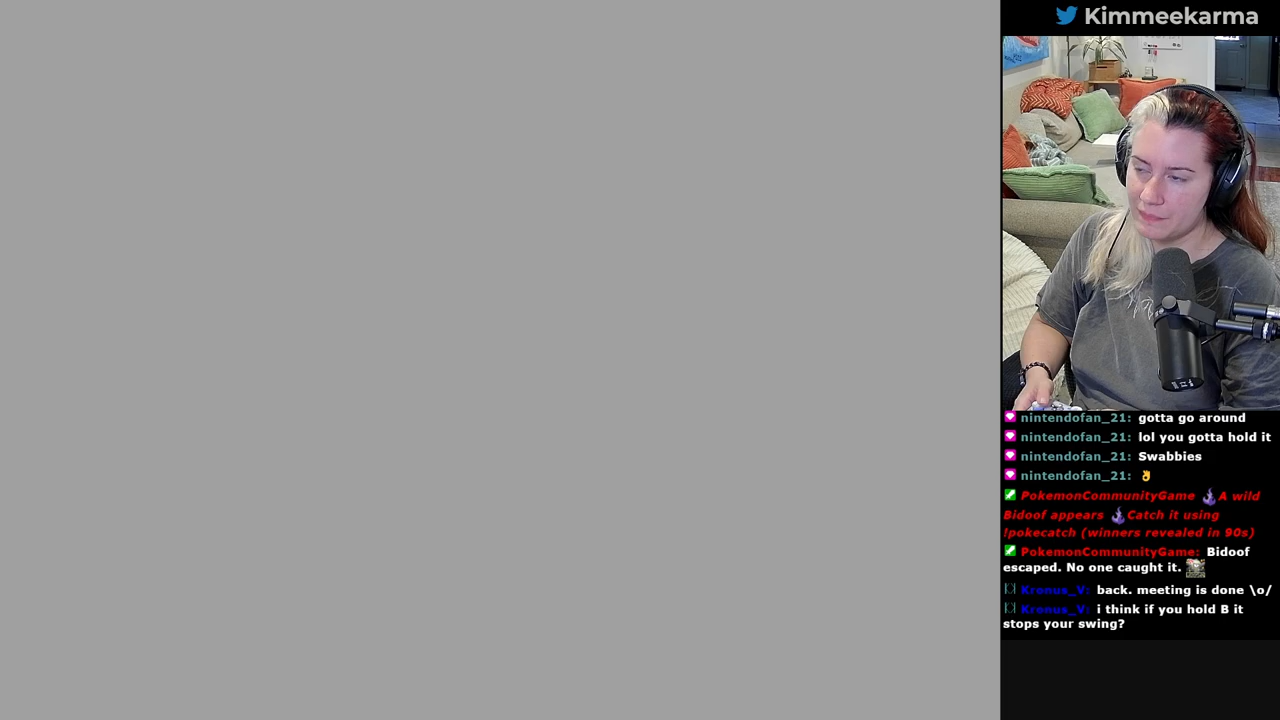 Kimmeekarma
nintendofan_21: gotta go around
nintendofan_21: lol you gotta hold it
nintendofan_21: Swabbies
nintendofan_21: 👌
PokemonCommunityGame A wild
Bidoof appears Catch it using
!pokecatch (winners revealed in 90s)
PokemonCommunityGame: Bidoof
escaped. No one caught it.
Kronus_V: back. meeting is done \o/
Kronus_V: i think if you hold B it
stops your swing?